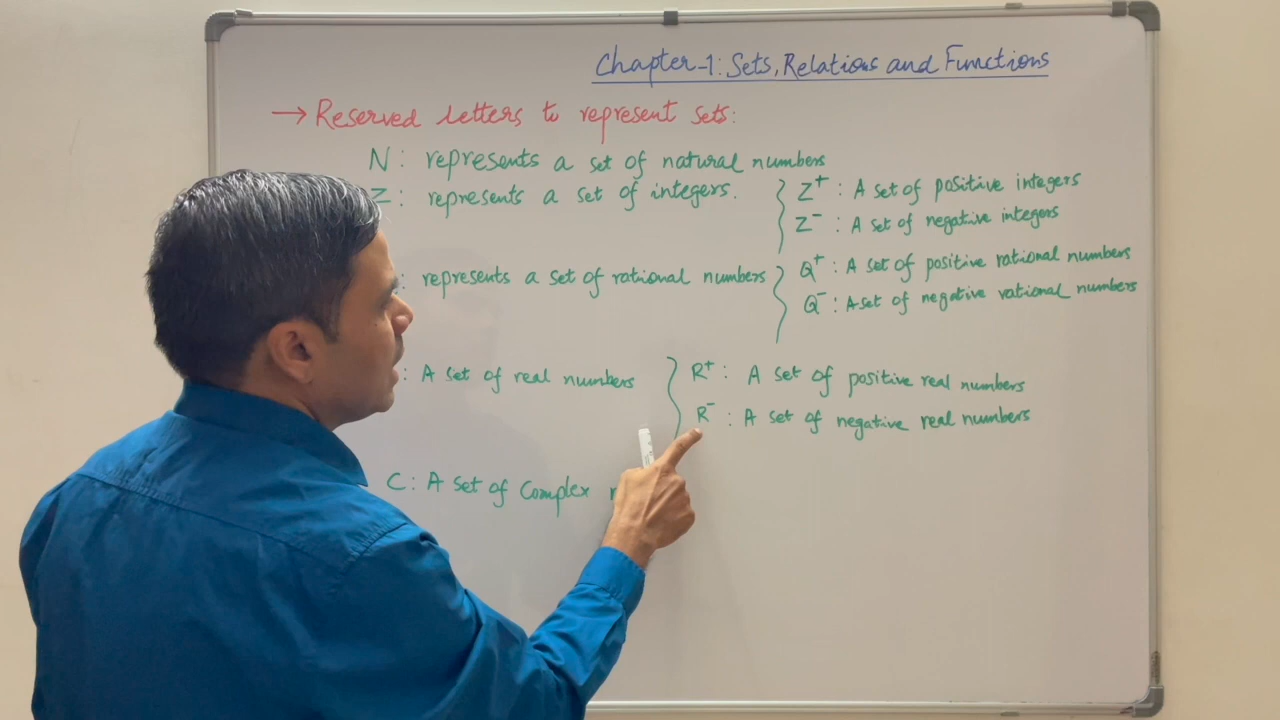 Chapter-1: Sets, Relations and Functions
→ Reserved letters to represent sets:
N : represents a set of natural numbers
Z : represents a set of integers.
Z⁺ : A set of positive integers
Z⁻ : A set of negative integers
: represents a set of rational numbers
Q⁺ : A set of positive rational numbers
Q⁻ : A set of negative rational numbers
: A set of real numbers
R⁺ : A set of positive real numbers
R⁻ : A set of negative real numbers
C : A set of Complex